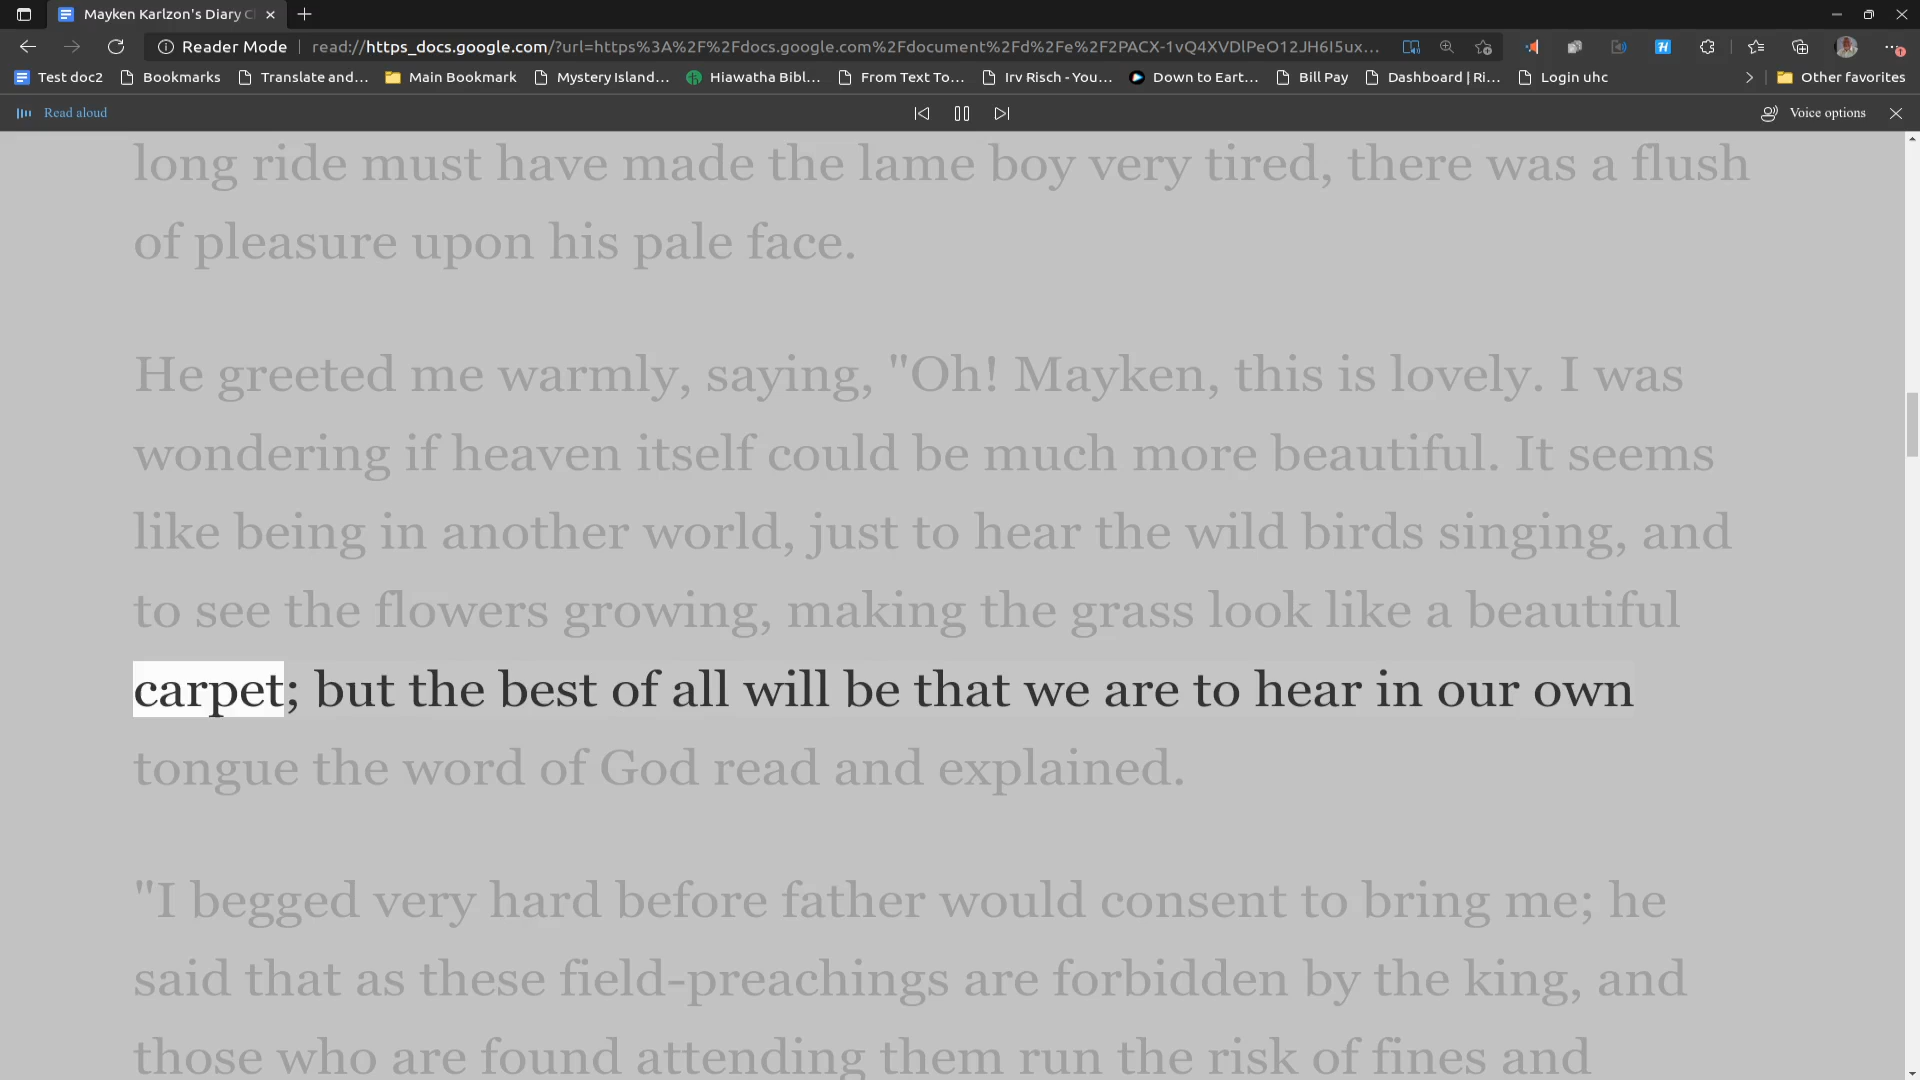 Mayken Karlzon's Diary C
Reader Mode
read://https_docs.google.com/?url=https%3A%2F%2Fdocs.google.com%2Fdocument%2Fd%2Fe%2F2PACX-1vQ4XVDlPeO12JH6I5ux...
Test doc2 Bookmarks Translate and... Main Bookmark Mystery Island... Hiawatha Bibl... From Text To... Irv Risch - You... Down to Eart... Bill Pay Dashboard | Ri... Login uhc Other favorites
Read aloud Voice options
long ride must have made the lame boy very tired, there was a flush
of pleasure upon his pale face.
He greeted me warmly, saying, "Oh! Mayken, this is lovely. I was
wondering if heaven itself could be much more beautiful. It seems
like being in another world, just to hear the wild birds singing, and
to see the flowers growing, making the grass look like a beautiful
carpet; but the best of all will be that we are to hear in our own
tongue the word of God read and explained.
"I begged very hard before father would consent to bring me; he
said that as these field-preachings are forbidden by the king, and
those who are found attending them run the risk of fines and